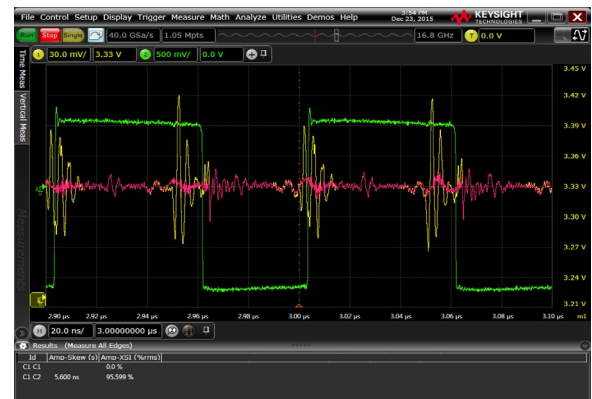 File Control Setup Display Trigger Measure Math Analyze Utilities Demos Help
3:54 PM
Dec 23, 2015
KEYSIGHT
TECHNOLOGIES
Run Stop Single 40.0 GSa/s 1.05 Mpts 16.8 GHz T 0.0 V
1 30.0 mV/ 3.33 V 2 500 mV/ 0.0 V
Time Meas
Vertical Meas
Measurements
3.45 V
3.42 V
3.39 V
3.36 V
3.33 V
3.30 V
3.27 V
3.24 V
3.21 V
2.90 µs 2.92 µs 2.94 µs 2.96 µs 2.98 µs 3.00 µs 3.02 µs 3.04 µs 3.06 µs 3.08 µs 3.10 µs m1
H 20.0 ns/ 3.00000000 µs
Results (Measure All Edges)
Id Amp-Skew (s) Amp-XSI (%rms)
C1 C1 0.0 %
C1 C2 5.600 ns 95.599 %